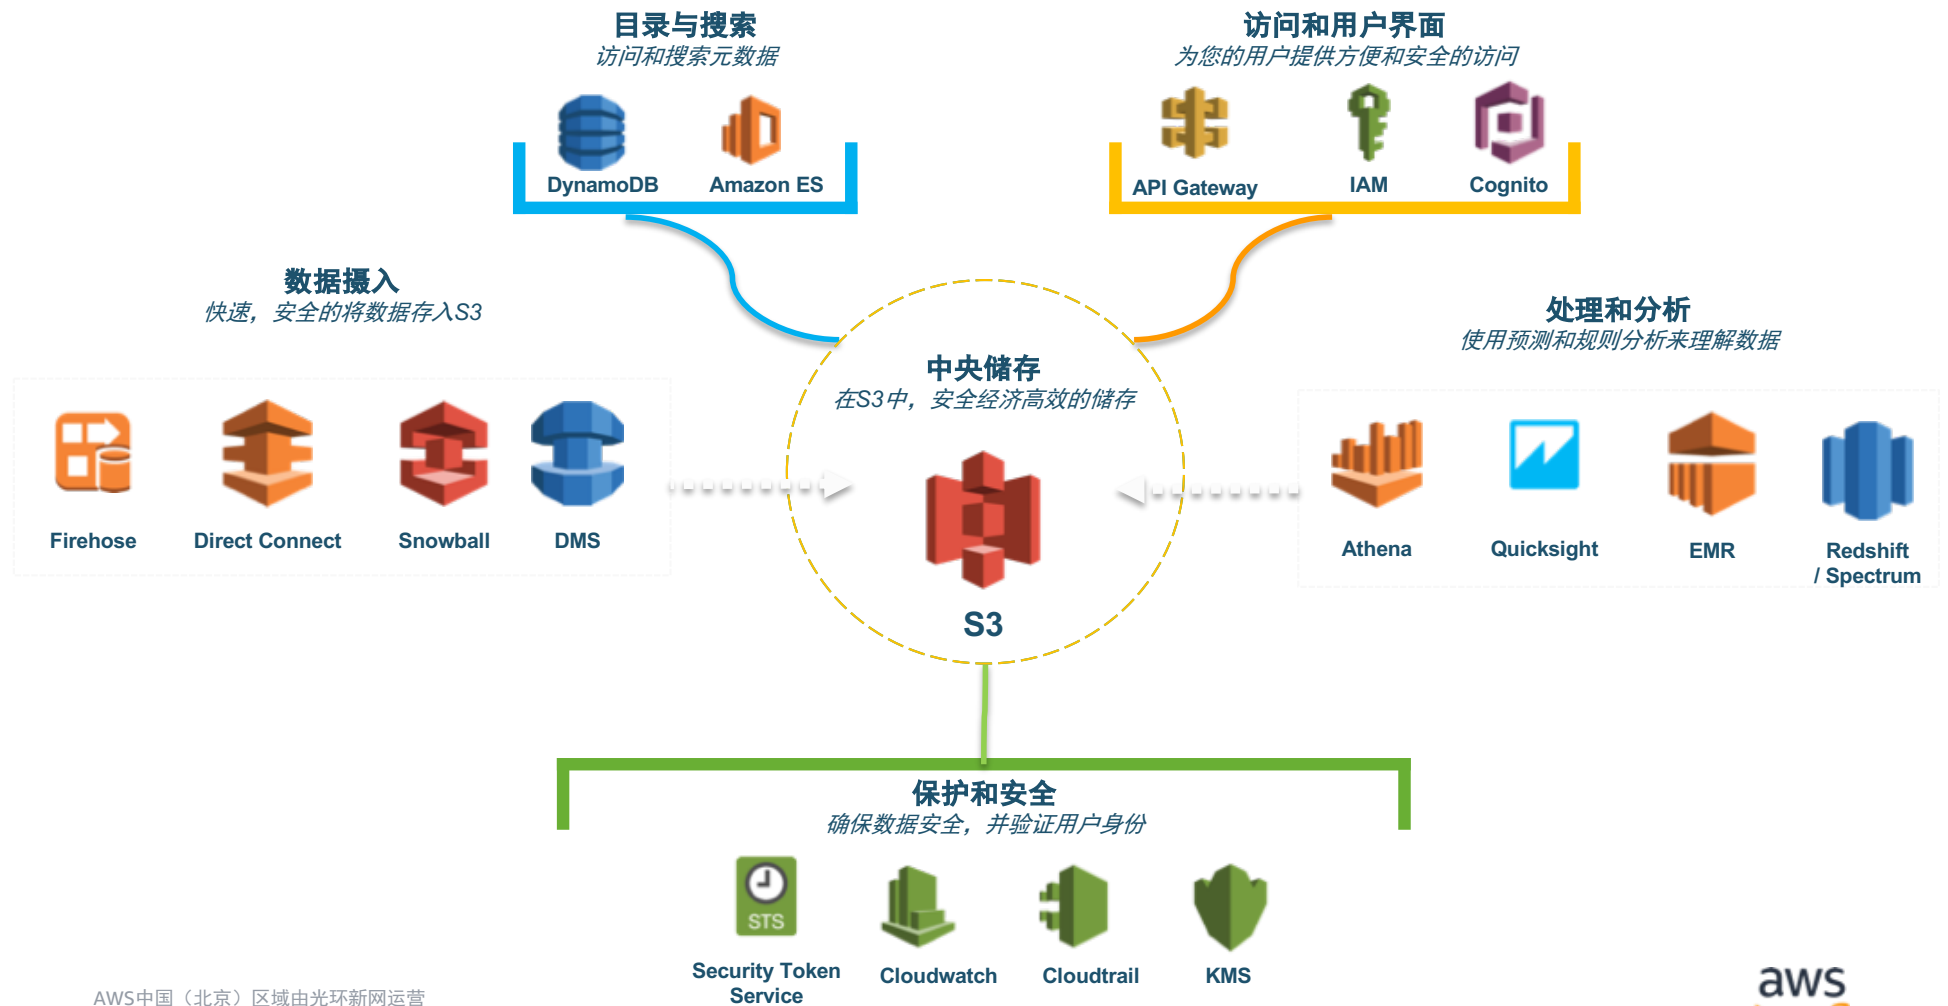 目录与搜索
访问和搜索元数据
DynamoDB
Amazon ES
访问和用户界面
为您的用户提供方便和安全的访问
API Gateway
IAM
Cognito
数据摄入
快速，安全的将数据存入S3
Firehose
Direct Connect
Snowball
DMS
中央储存
在S3中，安全经济高效的储存
S3
处理和分析
使用预测和规则分析来理解数据
Athena
Quicksight
EMR
Redshift
/ Spectrum
保护和安全
确保数据安全，并验证用户身份
STS
Security Token
Service
Cloudwatch
Cloudtrail
KMS
AWS中国（北京）区域由光环新网运营
aws